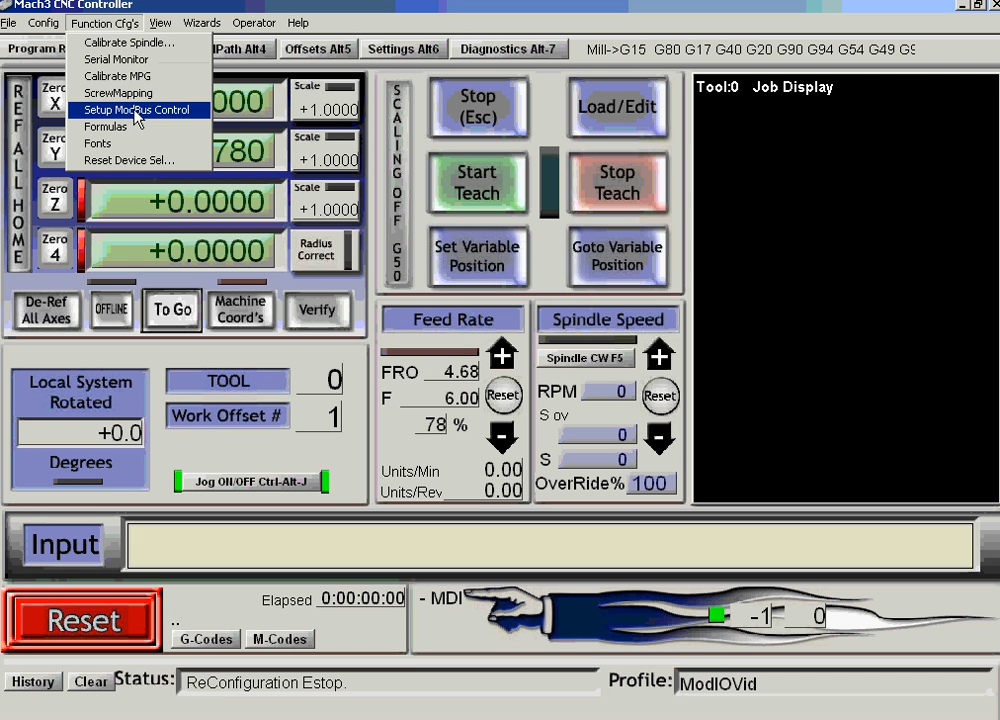 Mach3 CNC Controller
File Config Function Cfg's View Wizards Operator Help
Program R
lPath Alt4 Offsets Alt5 Settings Alt6 Diagnostics Alt-7 Mill->G15 G80 G17 G40 G20 G90 G94 G54 G49 G9
Calibrate Spindle...
Serial Monitor
Calibrate MPG
ScrewMapping
Setup ModBus Control
Formulas
Fonts
Reset Device Sel...
REF ALL HOME
Zero X
000
Scale
+1.0000
Zero Y
780
Scale
+1.0000
Zero Z
+0.0000
Scale
+1.0000
Zero 4
+0.0000
Radius Correct
De-Ref All Axes
OFFLINE
To Go
Machine Coord's
Verify
SCALING OFF G50
Stop (Esc)
Load/Edit
Start Teach
Stop Teach
Set Variable Position
Goto Variable Position
Tool:0 Job Display
Local System Rotated
+0.0
Degrees
TOOL 0
Work Offset # 1
Jog ON/OFF Ctrl-Alt-J
Feed Rate
FRO 4.68
F 6.00
78 %
Reset
Units/Min 0.00
Units/Rev 0.00
Spindle Speed
Spindle CW F5
RPM 0
Reset
S ov
0
S 0
OverRide% 100
Input
Reset
Elapsed 0:00:00:00
..
G-Codes M-Codes
- MDI
-1 0
History Clear Status: ReConfiguration Estop. Profile: ModIOVid